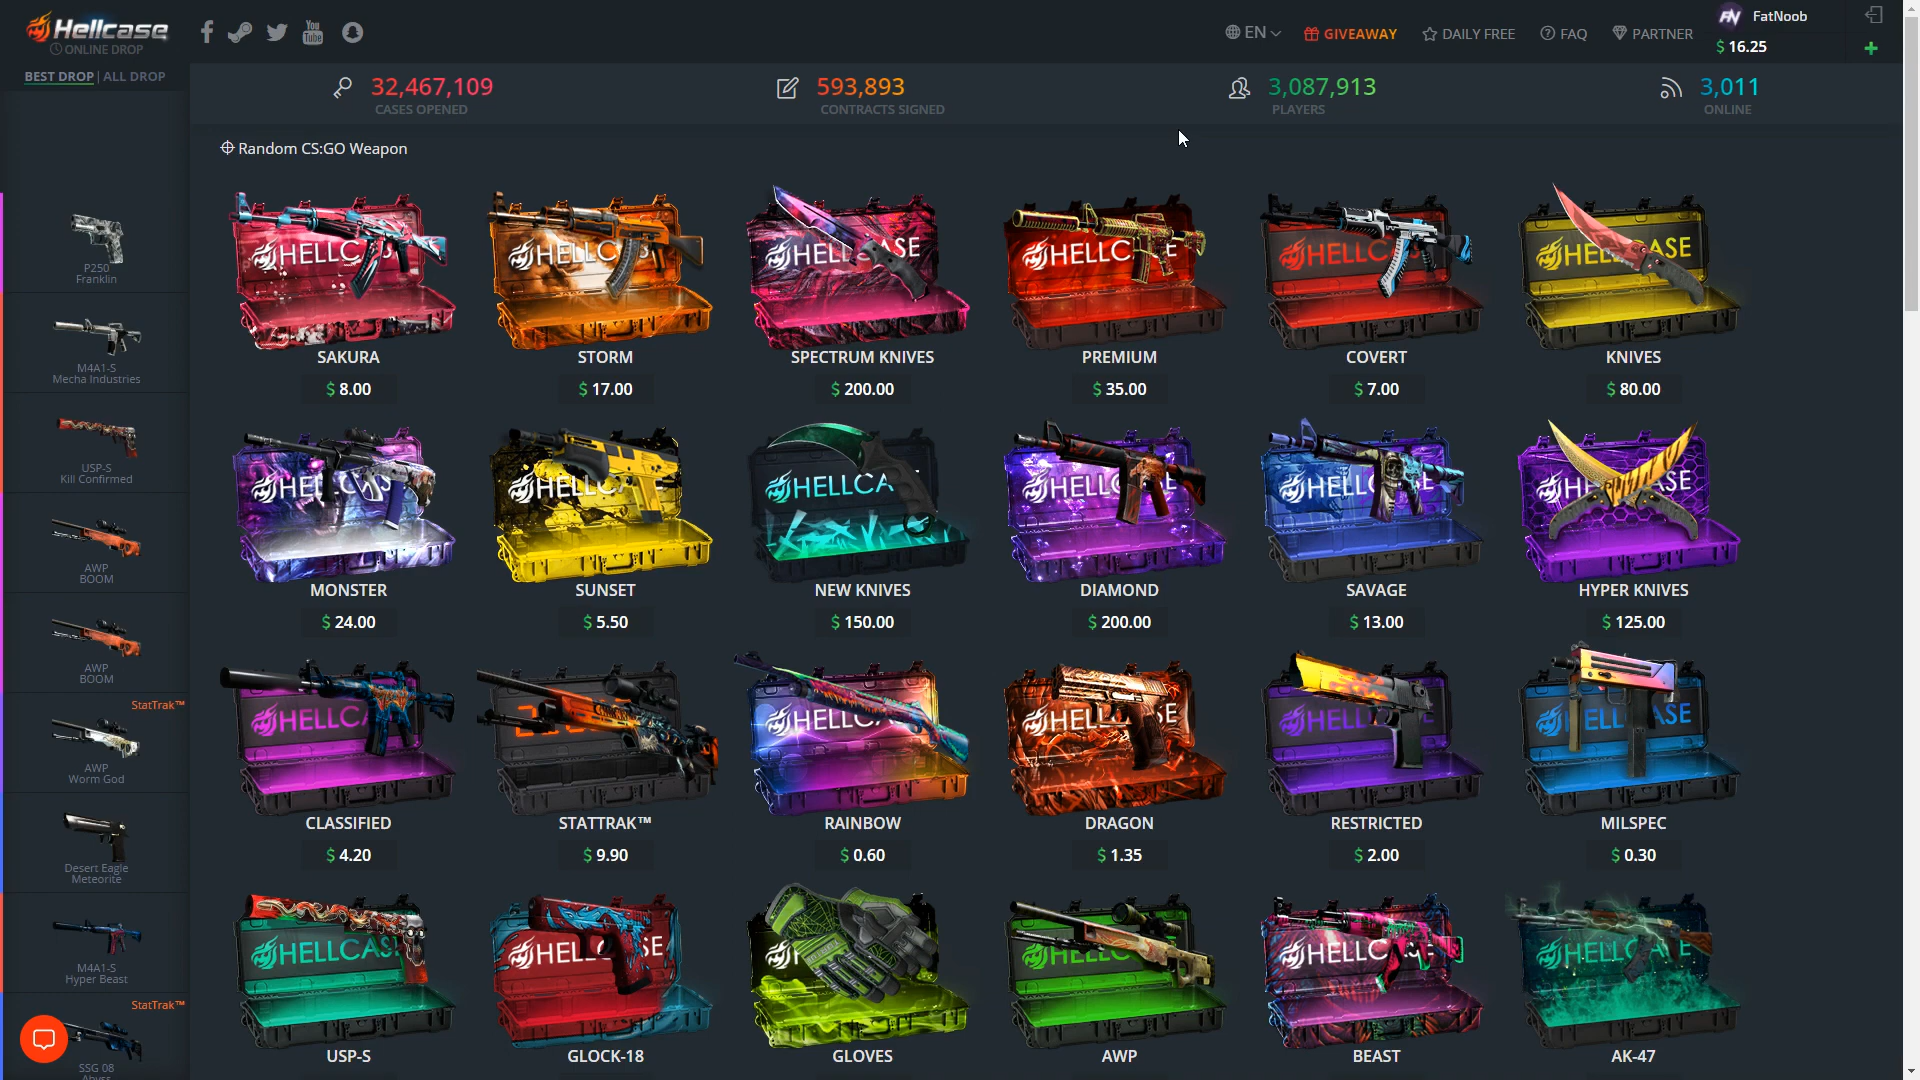 Hellcase
ONLINE DROP
You
Tube
EN
GIVEAWAY
DAILY FREE
FAQ
PARTNER
FN
FatNoob
$ 16.25
BEST DROP | ALL DROP
32,467,109
CASES OPENED
593,893
CONTRACTS SIGNED
3,087,913
PLAYERS
3,011
ONLINE
Random CS:GO Weapon
P250
Franklin
M4A1-S
Mecha Industries
USP-S
Kill Confirmed
AWP
BOOM
AWP
BOOM
StatTrak™
AWP
Worm God
Desert Eagle
Meteorite
M4A1-S
Hyper Beast
StatTrak™
SSG 08
Abyss
SAKURA
$ 8.00
STORM
$ 17.00
SPECTRUM KNIVES
$ 200.00
PREMIUM
$ 35.00
COVERT
$ 7.00
KNIVES
$ 80.00
MONSTER
$ 24.00
SUNSET
$ 5.50
NEW KNIVES
$ 150.00
DIAMOND
$ 200.00
SAVAGE
$ 13.00
HYPER KNIVES
$ 125.00
CLASSIFIED
$ 4.20
STATTRAK™
$ 9.90
RAINBOW
$ 0.60
DRAGON
$ 1.35
RESTRICTED
$ 2.00
MILSPEC
$ 0.30
USP-S
GLOCK-18
GLOVES
AWP
BEAST
AK-47